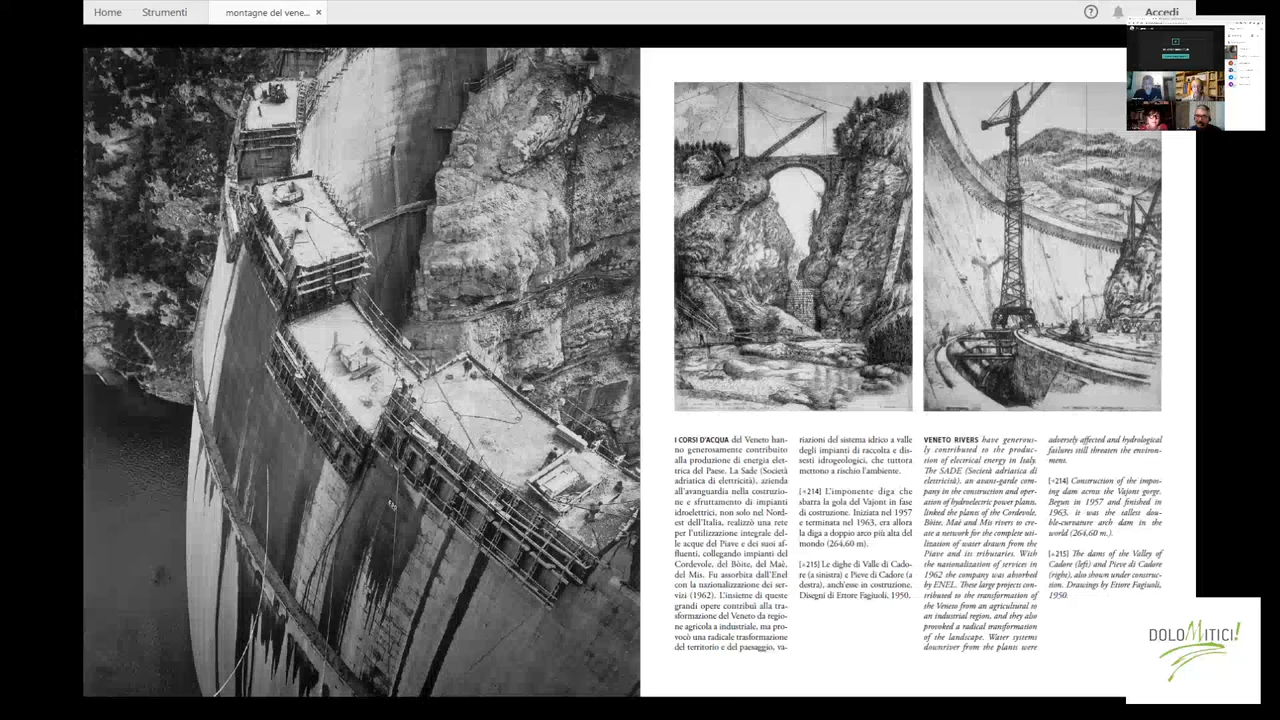 Home
Strumenti
montagne del vene... ×
?
Accedi
I CORSI D'ACQUA del Veneto han-
no generosamente contribuito
alla produzione di energia elet-
trica del Paese. La Sade (Società
adriatica di elettricità), azienda
all'avanguardia nella costruzio-
ne e sfruttamento di impianti
idroelettrici, non solo nel Nord-
est dell'Italia, realizzò una rete
per l'utilizzazione integrale del-
le acque del Piave e dei suoi af-
fluenti, collegando impianti del
Cordevole, del Bòite, del Maè,
del Mis. Fu assorbita dall'Enel
con la nazionalizzazione dei ser-
vizi (1962). L'insieme di queste
grandi opere contribuì alla tra-
sformazione del Veneto da regio-
ne agricola a industriale, ma pro-
vocò una radicale trasformazione
del territorio e del paesaggio, va-
riazioni del sistema idrico a valle
degli impianti di raccolta e dis-
sesti idrogeologici, che tuttora
mettono a rischio l'ambiente.
[«214] L'imponente diga che
sbarra la gola del Vajont in fase
di costruzione. Iniziata nel 1957
e terminata nel 1963, era allora
la diga a doppio arco più alta del
mondo (264,60 m).
[«215] Le dighe di Valle di Cado-
re (a sinistra) e Pieve di Cadore (a
destra), anch'esse in costruzione.
Disegni di Ettore Fagiuoli, 1950.
VENETO RIVERS have generous-
ly contributed to the produc-
tion of electrical energy in Italy.
The SADE (Società adriatica di
elettricità), an avant-garde com-
pany in the construction and oper-
ation of hydroelectric power plans,
linked the plants of the Cordevole,
Bòite, Maè and Mis rivers to cre-
ate a network for the complete uti-
lization of water drawn from the
Piave and its tributaries. With
the nationalization of services in
1962 the company was absorbed
by ENEL. These large projects con-
tributed to the transformation of
the Veneto from an agricultural to
an industrial region, and they also
provoked a radical transformation
of the landscape. Water systems
downriver from the plants were
adversely affected and hydrological
failures still threaten the environ-
ment.
[«214] Construction of the impos-
ing dam across the Vajont gorge.
Begun in 1957 and finished in
1963, it was the tallest dou-
ble-curvature arch dam in the
world (264,60 m.).
[«215] The dams of the Valley of
Cadore (left) and Pieve di Cadore
(right), also shown under construc-
tion. Drawings by Ettore Fagiuoli,
1950.
DOLOMITICI!